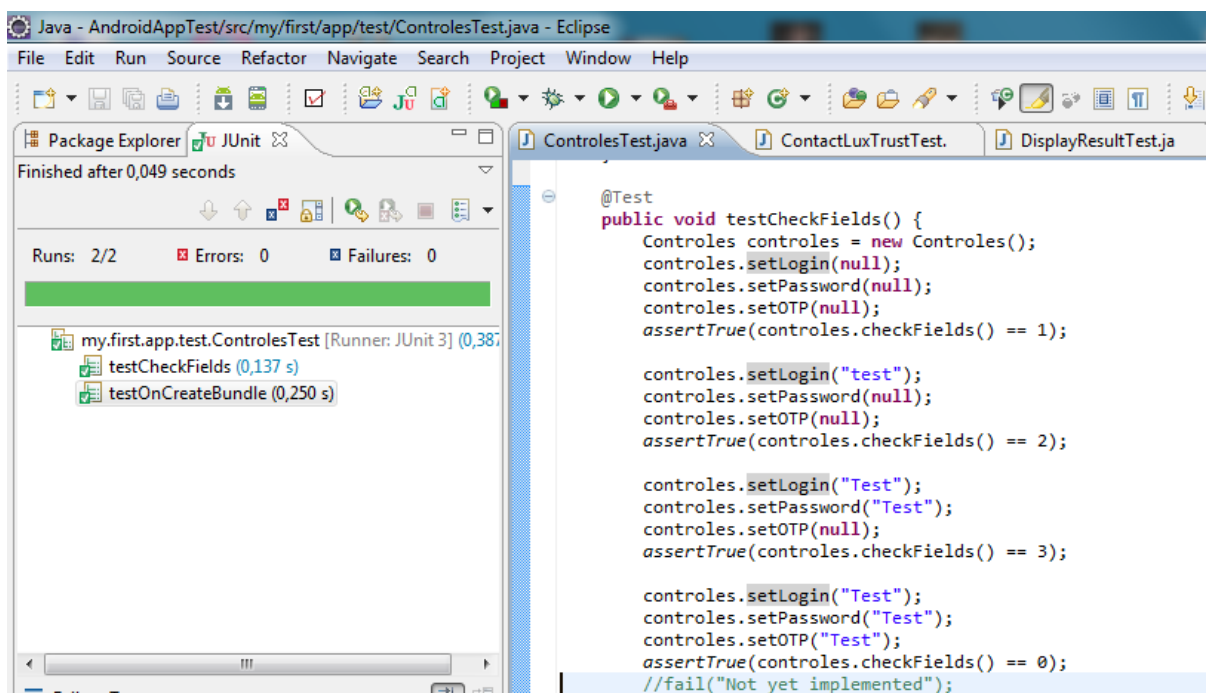 Java - AndroidAppTest/src/my/first/app/test/ControlesTest.java - Eclipse
File Edit Run Source Refactor Navigate Search Project Window Help
Package Explorer JUnit
Finished after 0,049 seconds
Runs: 2/2 Errors: 0 Failures: 0
my.first.app.test.ControlesTest [Runner: JUnit 3] (0,387
testCheckFields (0,137 s)
testOnCreateBundle (0,250 s)
ControlesTest.java ContactLuxTrustTest. DisplayResultTest.ja
@Test
public void testCheckFields() {
Controles controles = new Controles();
controles.setLogin(null);
controles.setPassword(null);
controles.setOTP(null);
assertTrue(controles.checkFields() == 1);
controles.setLogin("test");
controles.setPassword(null);
controles.setOTP(null);
assertTrue(controles.checkFields() == 2);
controles.setLogin("Test");
controles.setPassword("Test");
controles.setOTP(null);
assertTrue(controles.checkFields() == 3);
controles.setLogin("Test");
controles.setPassword("Test");
controles.setOTP("Test");
assertTrue(controles.checkFields() == 0);
//fail("Not yet implemented");